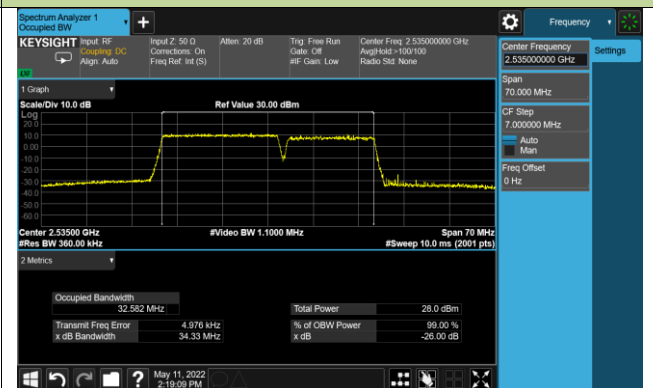 Spectrum Analyzer 1
Occupied BW
Frequency
KEYSIGHT Input: RF
Coupling: DC
Align: Auto
Input Z: 50 Ω
Corrections: On
Freq Ref: Int (S)
Atten: 20 dB
Trig: Free Run
Gate: Off
#IF Gain: Low
Center Freq: 2.535000000 GHz
Avg|Hold:>100/100
Radio Std: None
Center Frequency
2.535000000 GHz
Settings
Span
70.000 MHz
CF Step
7.000000 MHz
Auto
Man
Freq Offset
0 Hz
1 Graph
Scale/Div 10.0 dB
Ref Value 30.00 dBm
Log
20.0
10.0
0.00
-10.0
-20.0
-30.0
-40.0
-50.0
-60.0
Center 2.53500 GHz
#Video BW 1.1000 MHz
Span 70 MHz
#Res BW 360.00 kHz
#Sweep 10.0 ms (2001 pts)
2 Metrics
Occupied Bandwidth
32.582 MHz
Total Power 28.0 dBm
Transmit Freq Error 4.976 kHz
% of OBW Power 99.00 %
x dB Bandwidth 34.33 MHz
x dB -26.00 dB
?
May 11, 2022
2:19:09 PM